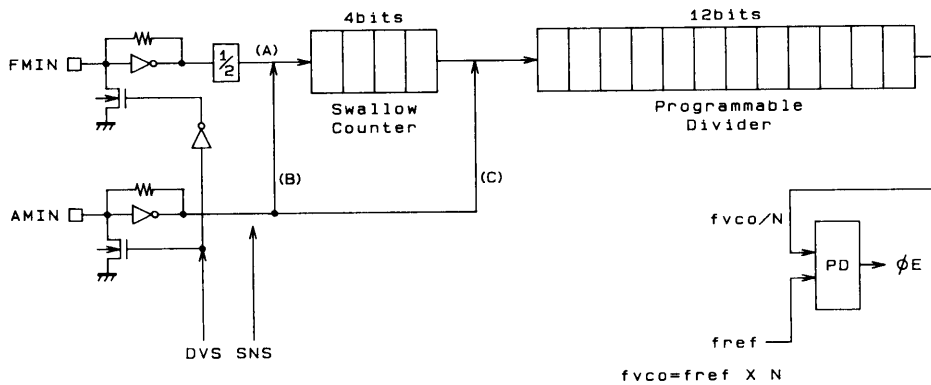 4bits
12bits
FMIN
1/2
(A)
Swallow
Counter
Programmable
Divider
(B)
(C)
AMIN
fvco/N
PD
φE
DVS
SNS
fref
fvco=fref X N